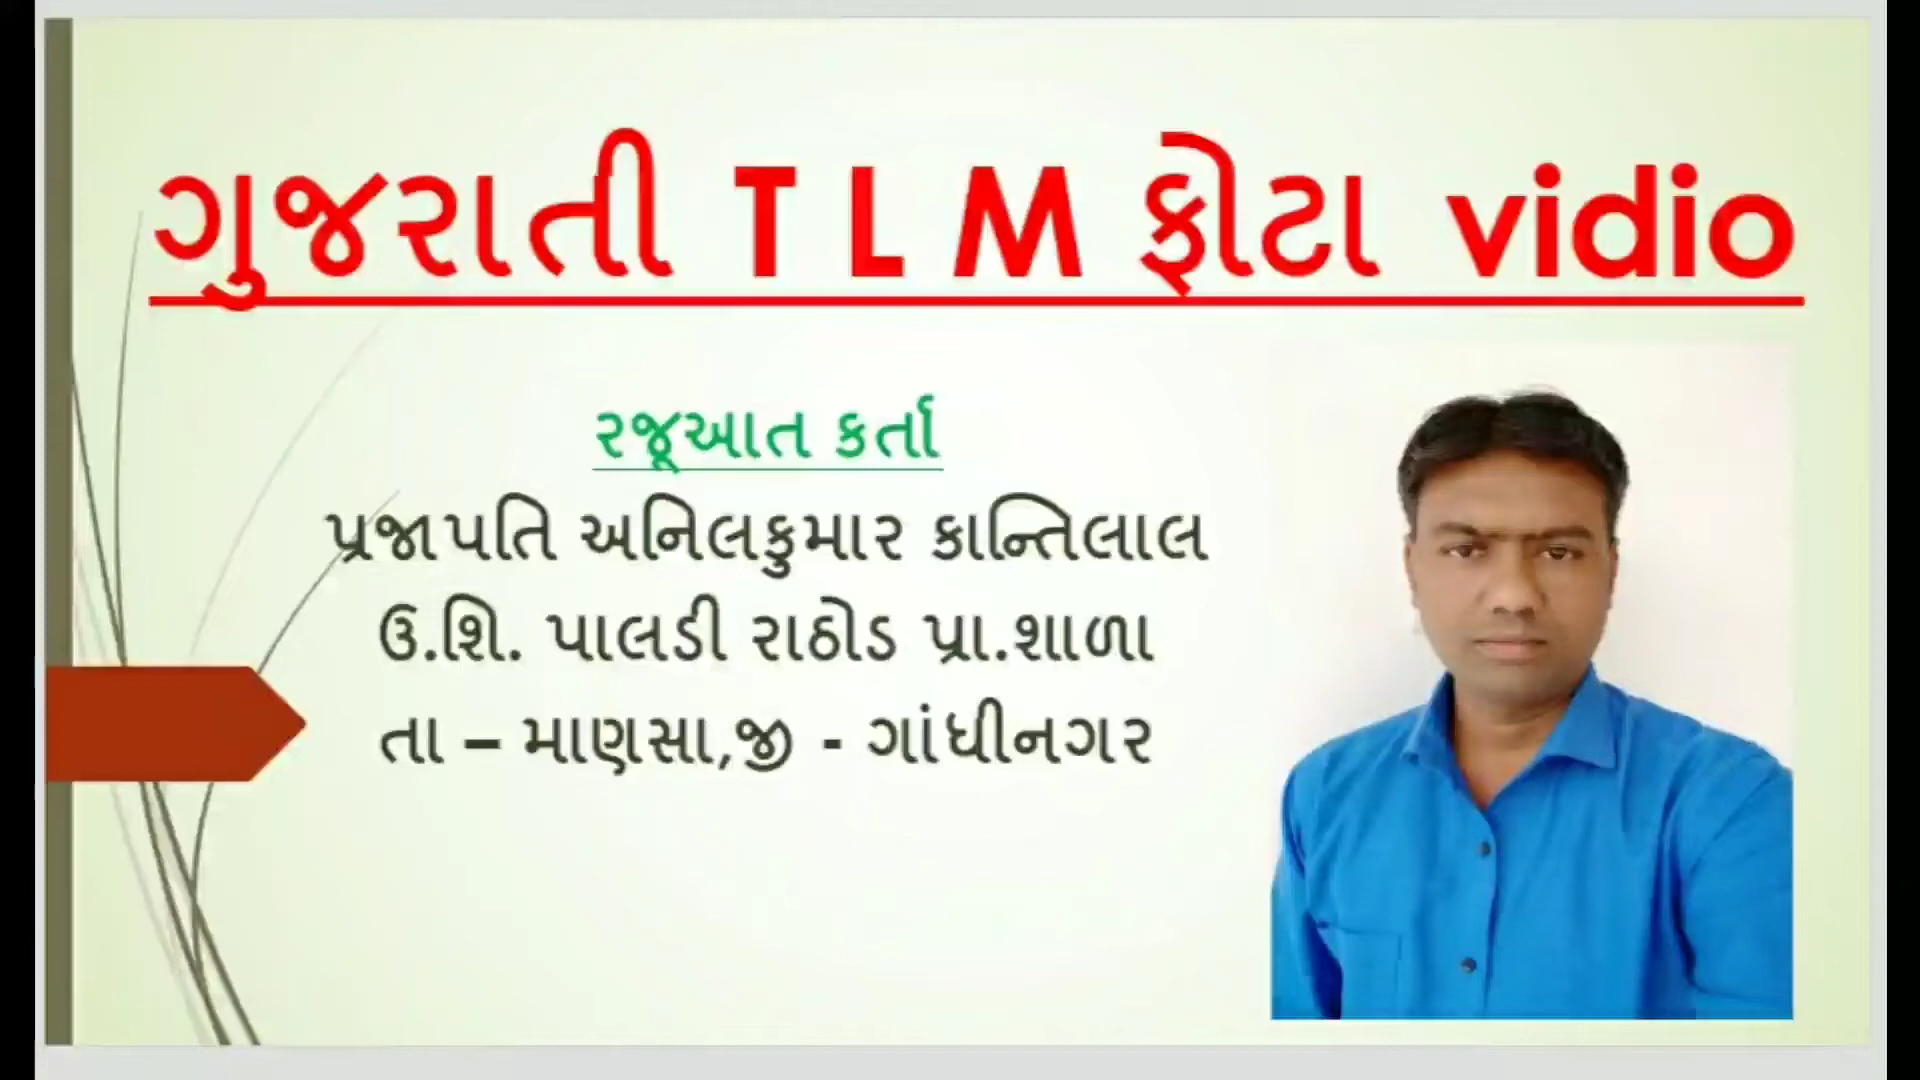 ગુજરાતી T L M ફોટા vidio
રજૂઆત કર્તા
પ્રજાપતિ અનિલકુમાર કાન્તિલાલ
ઉ.શિ. પાલડી રાઠોડ પ્રા.શાળા
તા – માણસા,જી - ગાંધીનગર